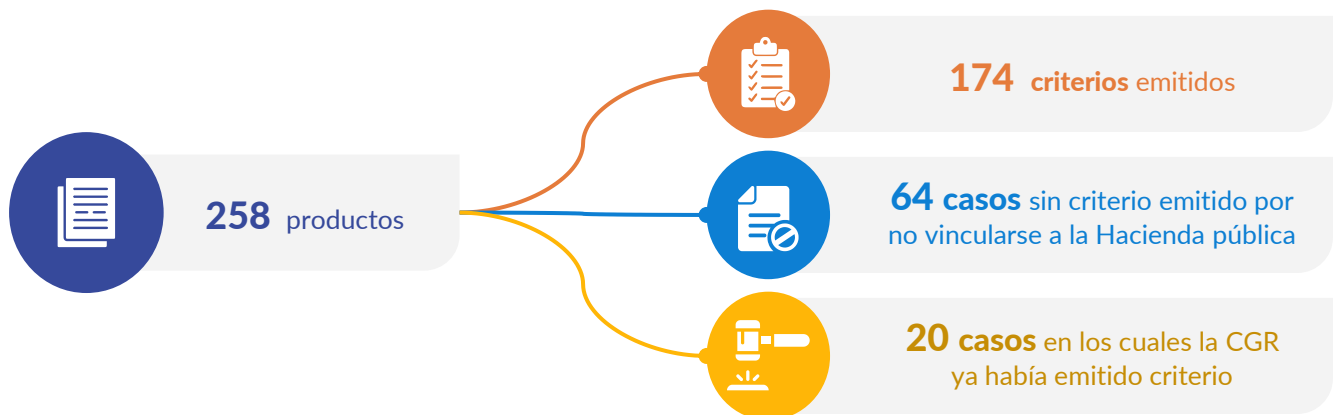 258 productos
174 criterios emitidos
64 casos sin criterio emitido por
no vincularse a la Hacienda pública
20 casos en los cuales la CGR
ya había emitido criterio